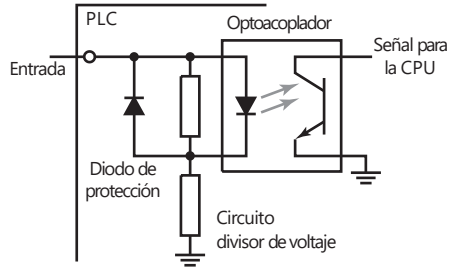 PLC
Optoacoplador
Señal para
la CPU
Entrada
Diodo de
protección
Circuito
divisor de voltaje